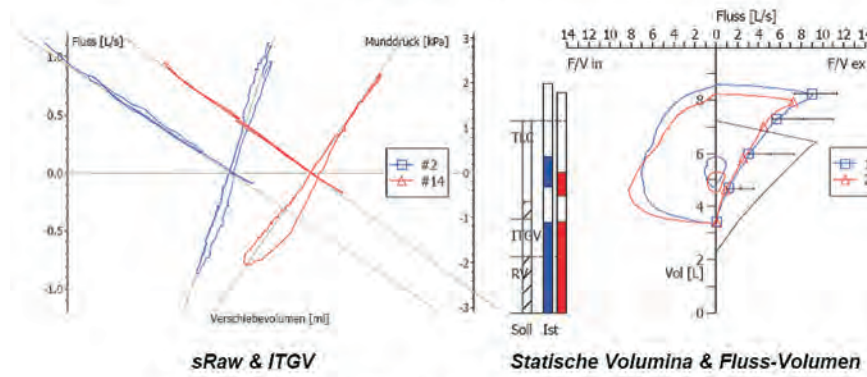 Fluss [L/s]
Munddruck [kPa]
1.0
0.5
0.0
-0.5
-1.0
3
2
1
0
-1
-2
-3
#2
#14
Verschiebevolumen [ml]
sRaw & ITGV
TLC
ITGV
RV
Soll Ist
Fluss [L/s]
14 12 10 8 6 4 2 0 2 4 6 8 10 14
F/V in
F/V ex
8
6
4
2
0
Vol [L]
Statische Volumina & Fluss-Volumen